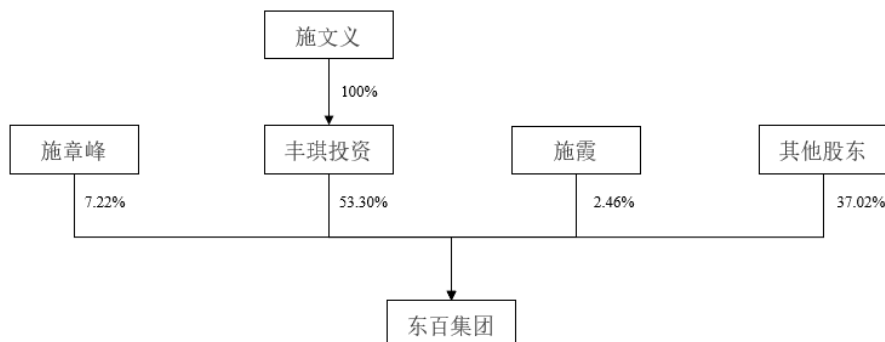 施文义
100%
施章峰
丰琪投资
施霞
其他股东
7.22%
53.30%
2.46%
37.02%
东百集团